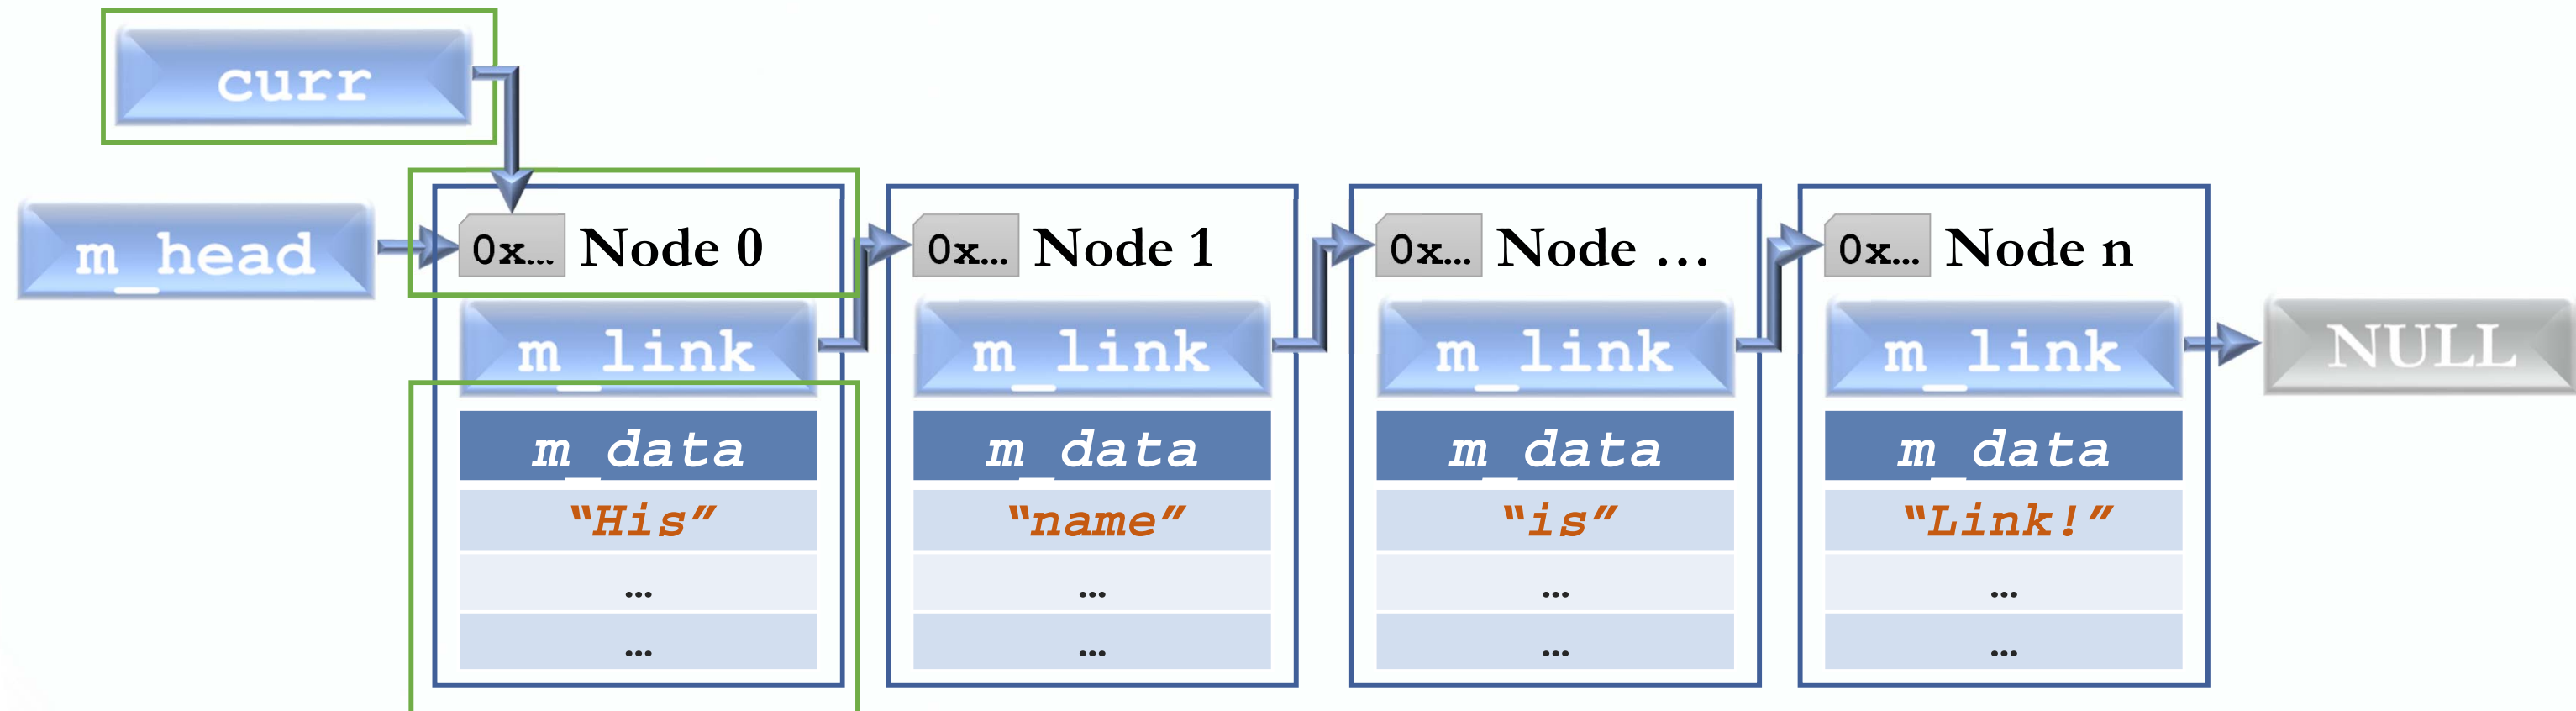 curr
m_head
0x... Node 0
0x... Node 1
0x... Node ...
0x... Node n
m_link
m_link
m_link
m_link
NULL
m_data
m_data
m_data
m_data
“His”
“name”
“is”
“Link!”
...
...
...
...
...
...
...
...